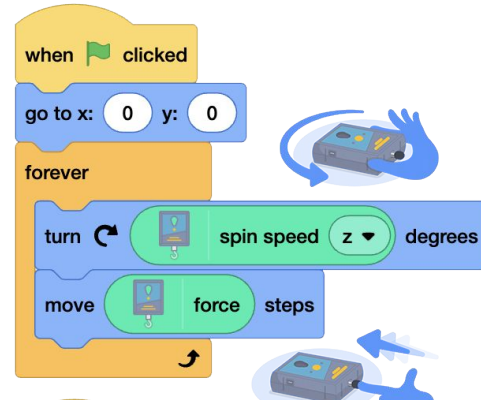 when clicked
go to x: 0 y: 0
forever
turn spin speed z degrees
move force steps